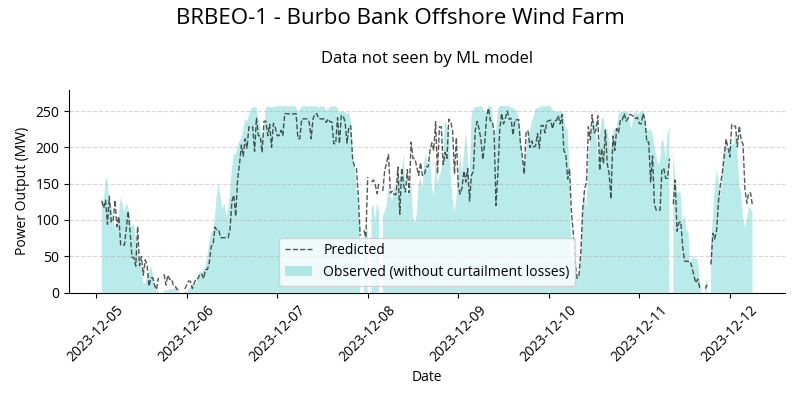 BRBEO-1 - Burbo Bank Offshore Wind Farm
Data not seen by ML model
Power Output (MW)
250
200
150
100
50
0
Predicted
Observed (without curtailment losses)
2023-12-05
2023-12-06
2023-12-07
2023-12-08
2023-12-09
2023-12-10
2023-12-11
2023-12-12
Date